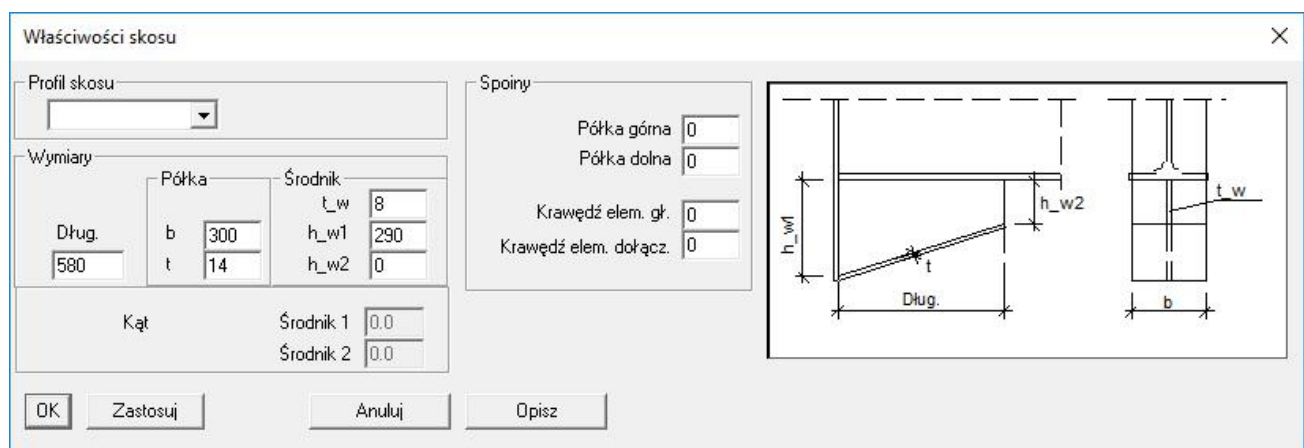 Właściwości skosu
Profil skosu
Wymiary
Półka
Środnik
Dług.
580
b 300
t 14
t_w 8
h_w1 290
h_w2 0
Kąt
Środnik 1 0.0
Środnik 2 0.0
Spoiny
Półka górna 0
Półka dolna 0
Krawędź elem. gł. 0
Krawędź elem. dołącz. 0
h_w1
h_w2
t
Dług.
t_w
b
OK Zastosuj Anuluj Opisz